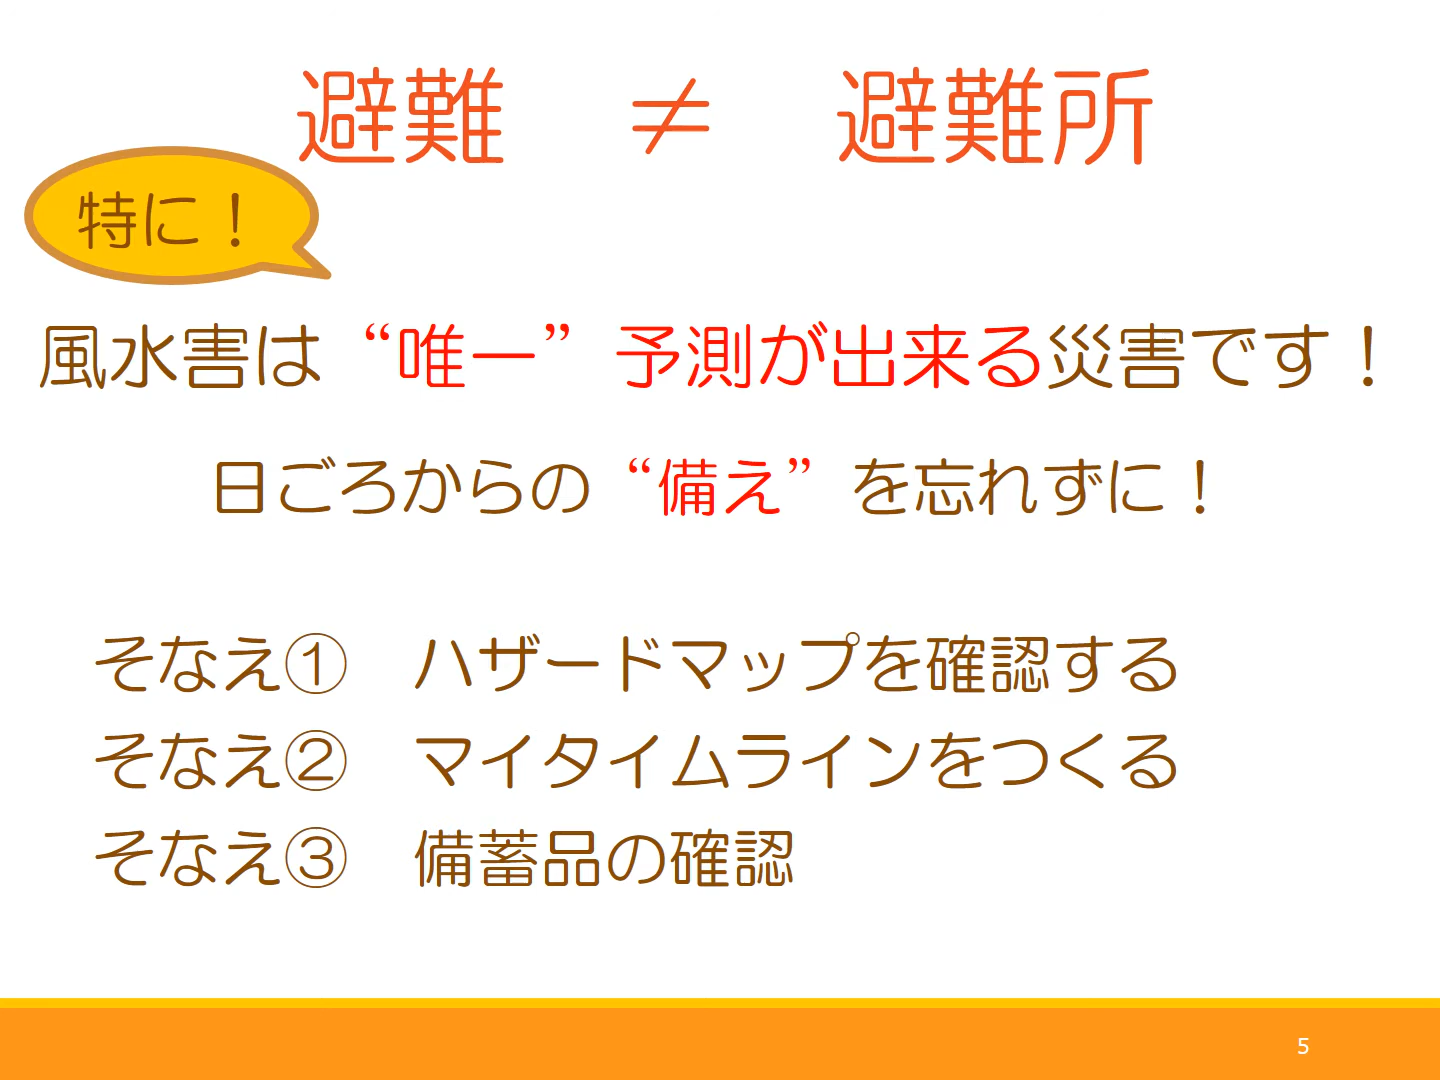 避難　≠　避難所
特に！
風水害は“唯一”予測が出来る災害です！
日ごろからの“備え”を忘れずに！
そなえ①　ハザードマップを確認する
そなえ②　マイタイムラインをつくる
そなえ③　備蓄品の確認
5